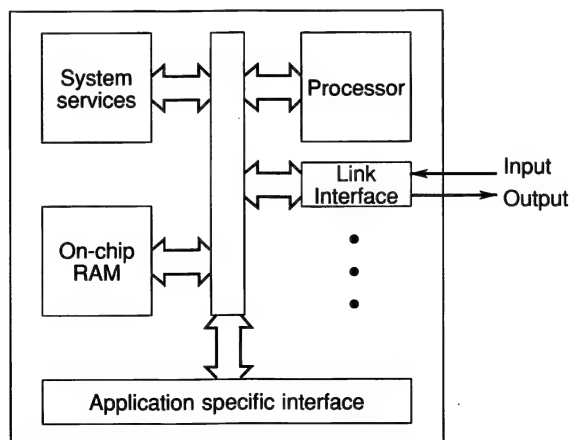 System
services
Processor
Link
Interface
Input
Output
On-chip
RAM
Application specific interface